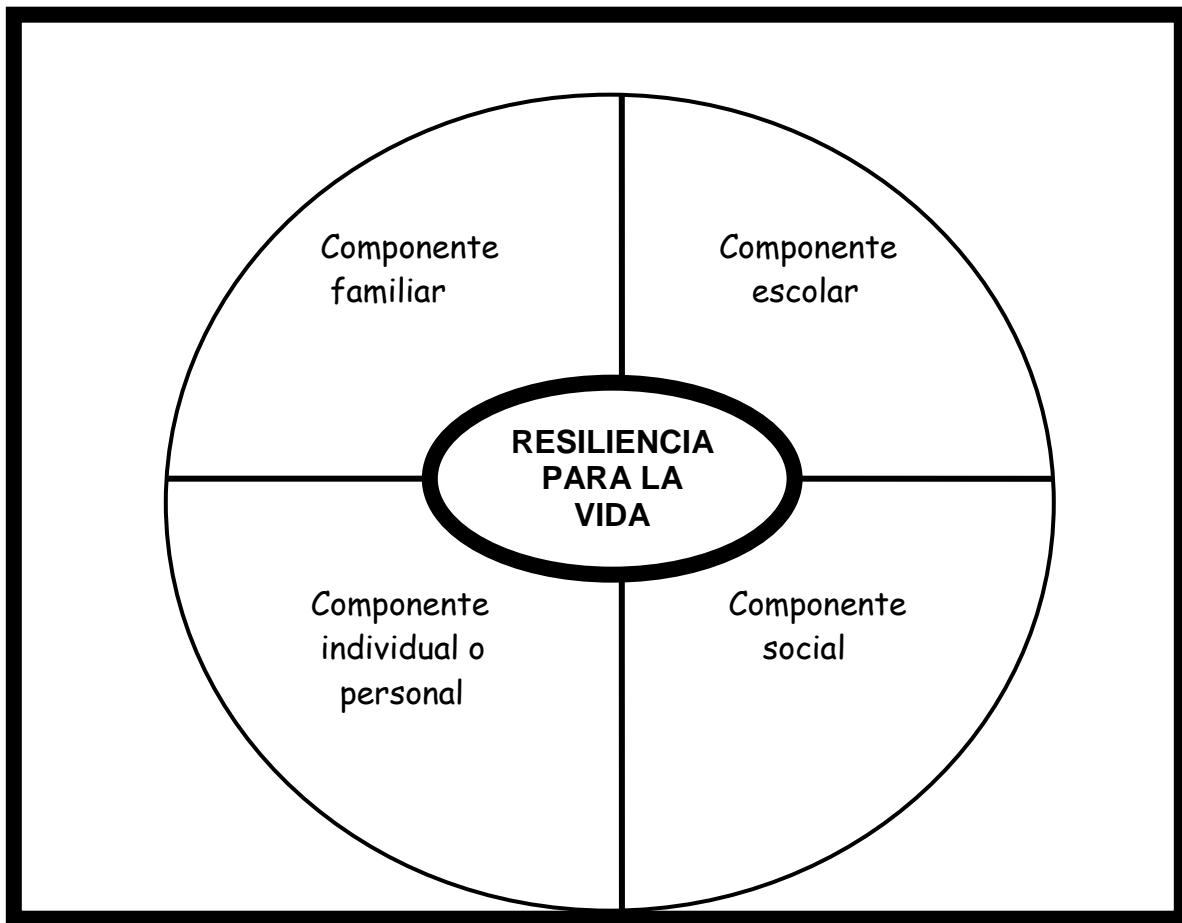 Componente
familiar
Componente
escolar
RESILIENCIA
PARA LA
VIDA
Componente
individual o
personal
Componente
social